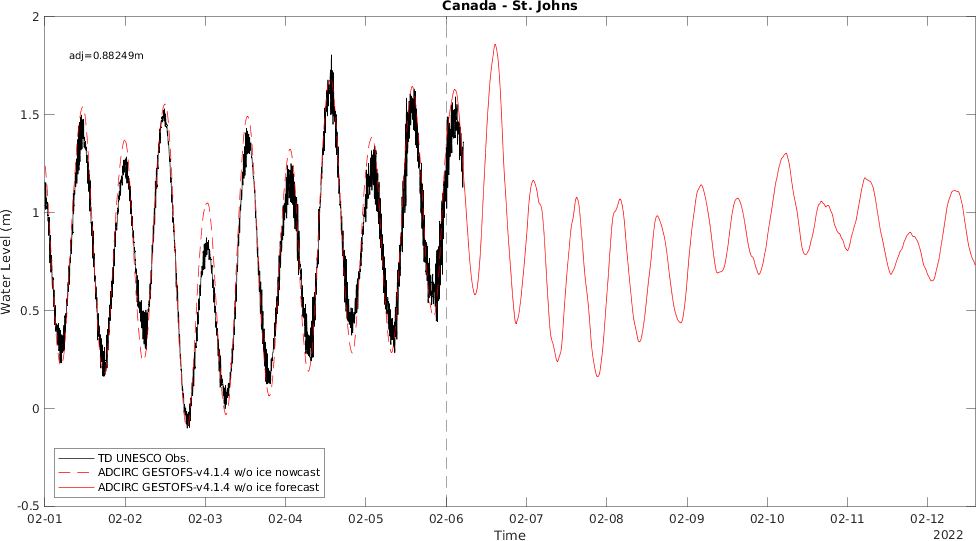 Canada - St. Johns
adj=0.88249m
Water Level (m)
2
1.5
1
0.5
0
-0.5
TD UNESCO Obs.
ADCIRC GESTOFS-v4.1.4 w/o ice nowcast
ADCIRC GESTOFS-v4.1.4 w/o ice forecast
02-01 02-02 02-03 02-04 02-05 02-06 02-07 02-08 02-09 02-10 02-11 02-12
Time
2022